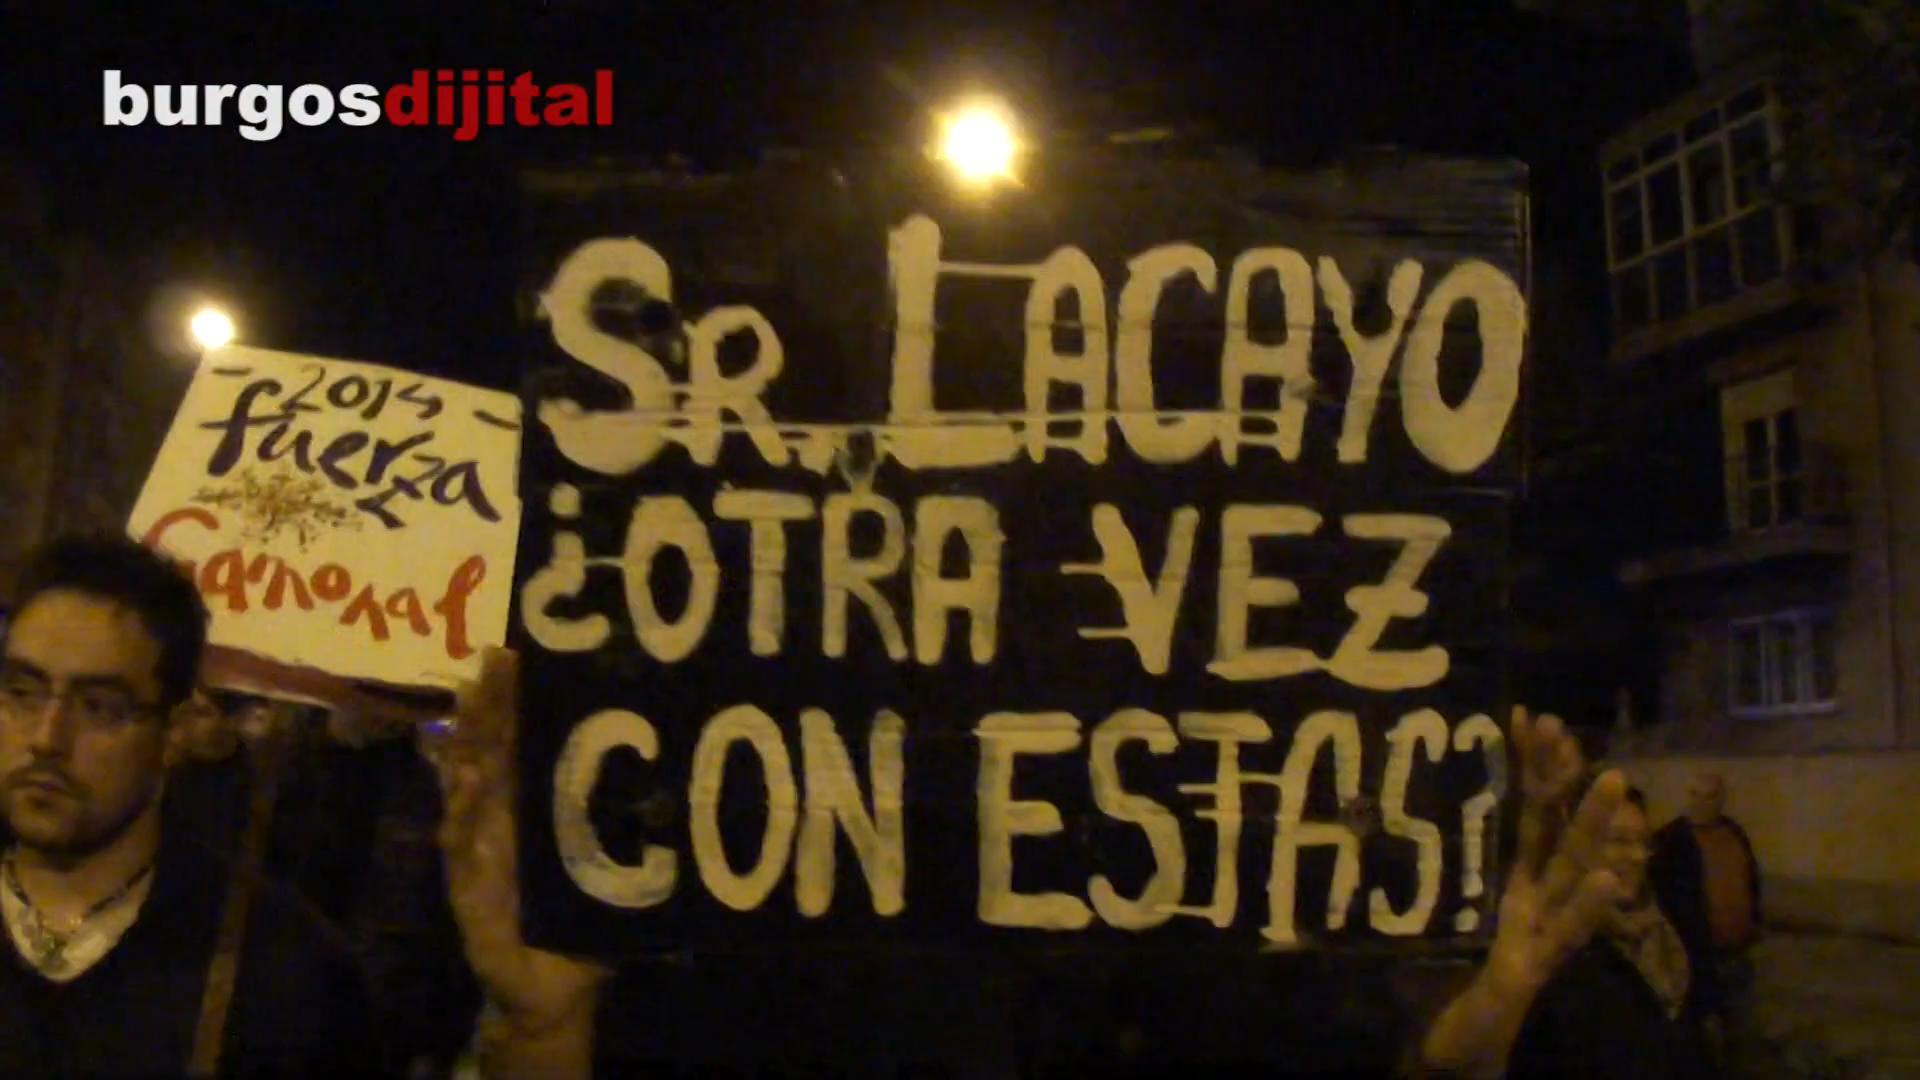 burgosdijital
- 2014 -
fuerza
Gamonal
SR. LACAYO
¿OTRA VEZ
CON ESTAS?